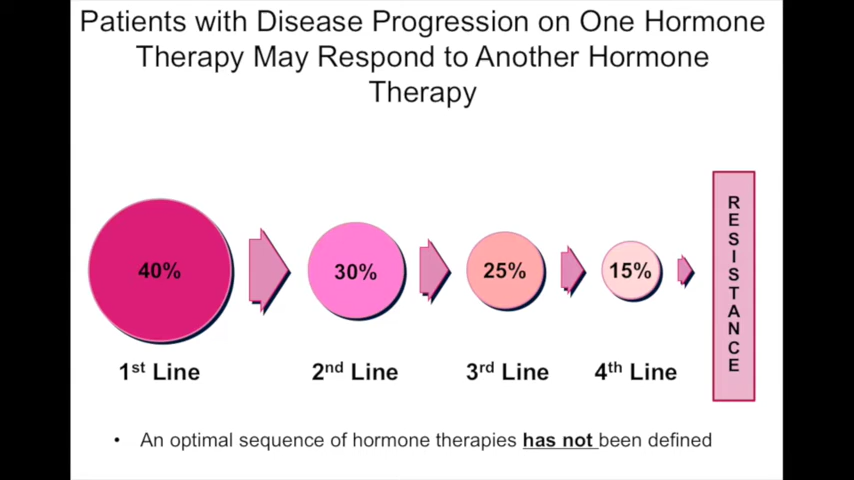 Patients with Disease Progression on One Hormone
Therapy May Respond to Another Hormone
Therapy
40%
30%
25%
15%
RESISTANCE
1st Line
2nd Line
3rd Line
4th Line
• An optimal sequence of hormone therapies has not been defined